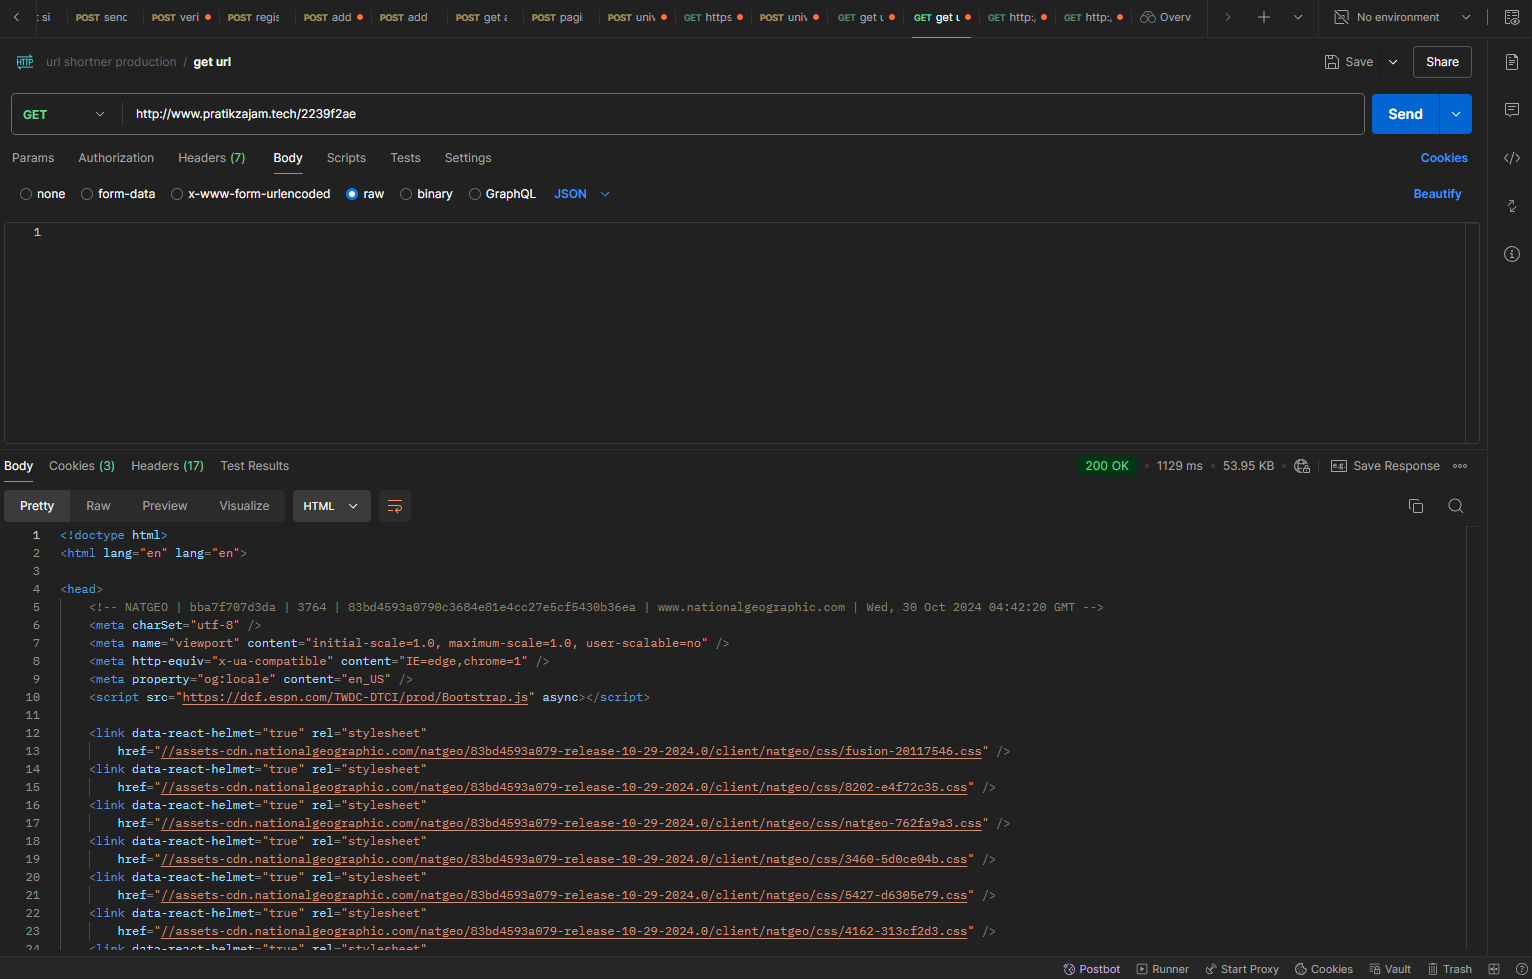 : si POST senc POST veri POST regis POST add POST add POST get a POST pagi POST univ GET https POST univ GET get u GET get u GET http:, GET http:, Overv No environment
HTTP url shortner production / get url Save Share
GET http://www.pratikzajam.tech/2239f2ae Send
Params Authorization Headers (7) Body Scripts Tests Settings Cookies
none form-data x-www-form-urlencoded raw binary GraphQL JSON Beautify
1
Body Cookies (3) Headers (17) Test Results 200 OK • 1129 ms • 53.95 KB • e.g. Save Response
Pretty Raw Preview Visualize HTML
1 <!doctype html>
2 <html lang="en" lang="en">
3
4 <head>
5 <!-- NATGEO | bba7f707d3da | 3764 | 83bd4593a0790c3684e81e4cc27e5cf5430b36ea | www.nationalgeographic.com | Wed, 30 Oct 2024 04:42:20 GMT -->
6 <meta charSet="utf-8" />
7 <meta name="viewport" content="initial-scale=1.0, maximum-scale=1.0, user-scalable=no" />
8 <meta http-equiv="x-ua-compatible" content="IE=edge,chrome=1" />
9 <meta property="og:locale" content="en_US" />
10 <script src="https://dcf.espn.com/TWDC-DTCI/prod/Bootstrap.js" async></script>
11
12 <link data-react-helmet="true" rel="stylesheet"
13 href="//assets-cdn.nationalgeographic.com/natgeo/83bd4593a079-release-10-29-2024.0/client/natgeo/css/fusion-20117546.css" />
14 <link data-react-helmet="true" rel="stylesheet"
15 href="//assets-cdn.nationalgeographic.com/natgeo/83bd4593a079-release-10-29-2024.0/client/natgeo/css/8202-e4f72c35.css" />
16 <link data-react-helmet="true" rel="stylesheet"
17 href="//assets-cdn.nationalgeographic.com/natgeo/83bd4593a079-release-10-29-2024.0/client/natgeo/css/natgeo-762fa9a3.css" />
18 <link data-react-helmet="true" rel="stylesheet"
19 href="//assets-cdn.nationalgeographic.com/natgeo/83bd4593a079-release-10-29-2024.0/client/natgeo/css/3460-5d0ce04b.css" />
20 <link data-react-helmet="true" rel="stylesheet"
21 href="//assets-cdn.nationalgeographic.com/natgeo/83bd4593a079-release-10-29-2024.0/client/natgeo/css/5427-d6305e79.css" />
22 <link data-react-helmet="true" rel="stylesheet"
23 href="//assets-cdn.nationalgeographic.com/natgeo/83bd4593a079-release-10-29-2024.0/client/natgeo/css/4162-313cf2d3.css" />
24 <link data-react-helmet="true" rel="stylesheet"
Postbot Runner Start Proxy Cookies Vault Trash